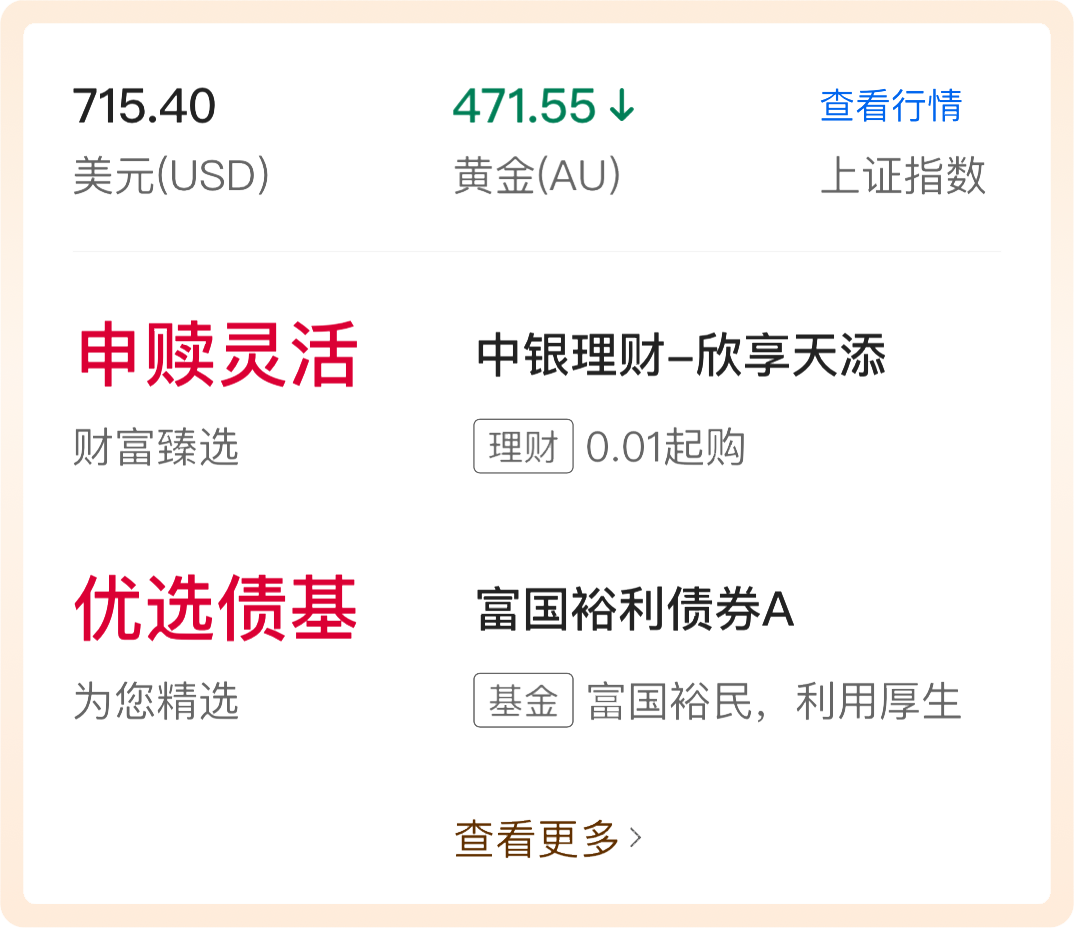 715.40 471.55↓ 查看行情
美元(USD) 黄金(AU) 上证指数
申赎灵活 中银理财–欣享天添
财富臻选 理财 0.01起购
优选债基 富国裕利债券A
为您精选 基金 富国裕民，利用厚生
查看更多>